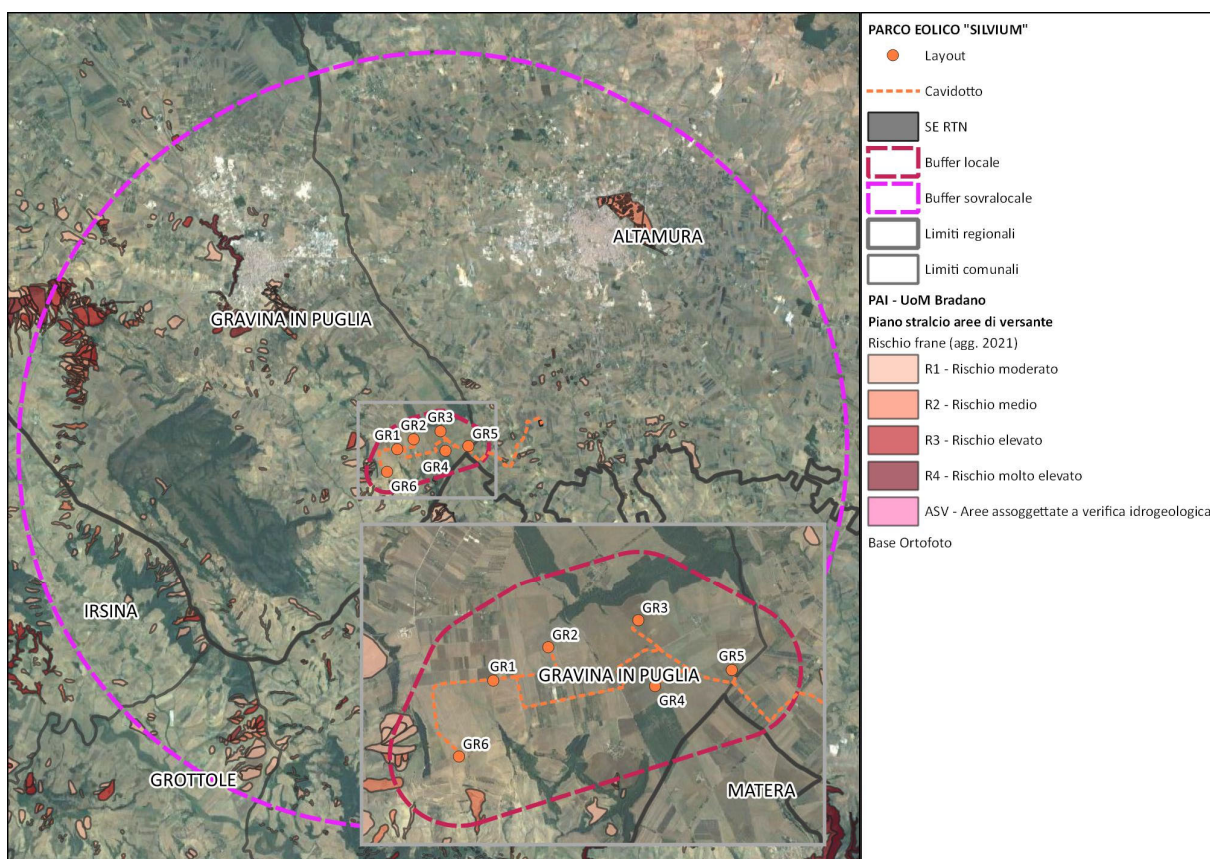 ALTAMURA
GRAVINA IN PUGLIA
GR3
GR2
GR1
GR5
GR4
GR6
IRSINA
GROTTOLE
GR3
GR2
GR5
GR1
GRAVINA IN PUGLIA
GR4
GR6
MATERA
PARCO EOLICO "SILVIUM"
Layout
Cavidotto
SE RTN
Buffer locale
Buffer sovralocale
Limiti regionali
Limiti comunali
PAI - UoM Bradano
Piano stralcio aree di versante
Rischio frane (agg. 2021)
R1 - Rischio moderato
R2 - Rischio medio
R3 - Rischio elevato
R4 - Rischio molto elevato
ASV - Aree assoggettate a verifica idrogeologica
Base Ortofoto